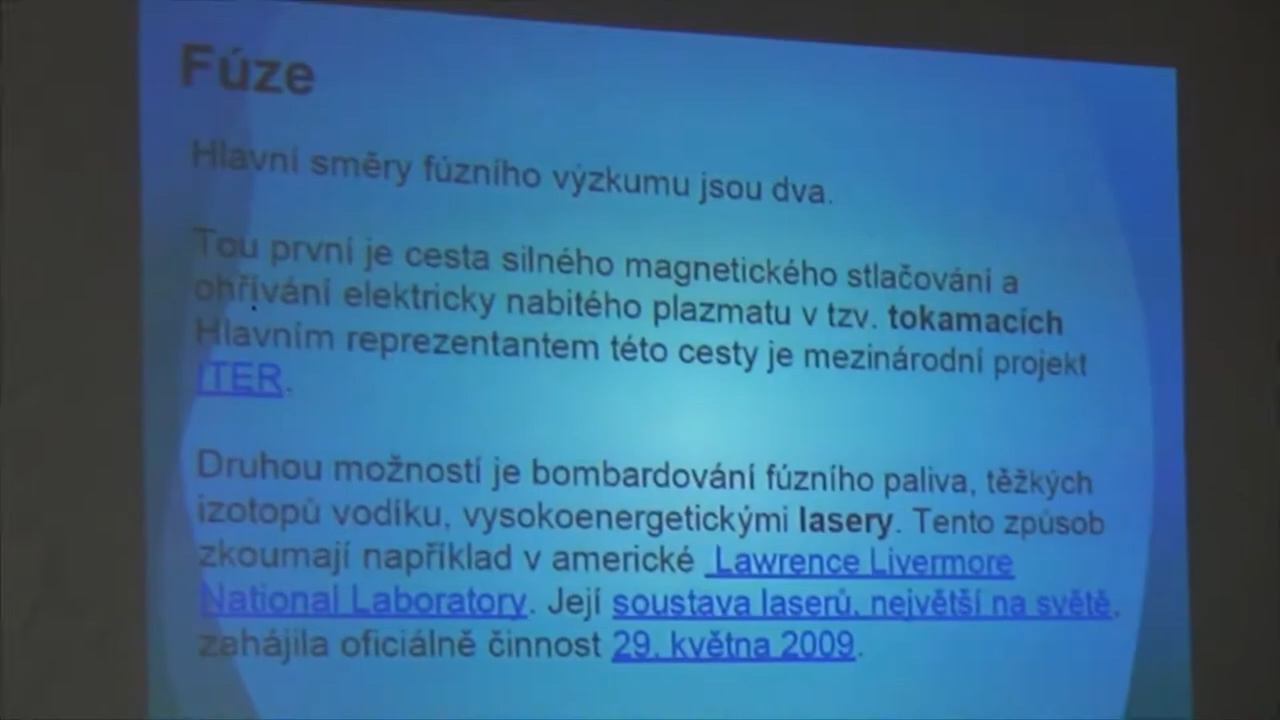 Fúze
Hlavní směry fúzního výzkumu jsou dva.
Tou první je cesta silného magnetického stlačování a
ohřívání elektricky nabitého plazmatu v tzv. tokamacích
Hlavním reprezentantem této cesty je mezinárodní projekt
ITER.
Druhou možností je bombardování fúzního paliva, těžkých
izotopů vodíku, vysokoenergetickými lasery. Tento způsob
zkoumají například v americké Lawrence Livermore
National Laboratory. Její soustava laserů, největší na světě,
zahájila oficiálně činnost 29. května 2009.